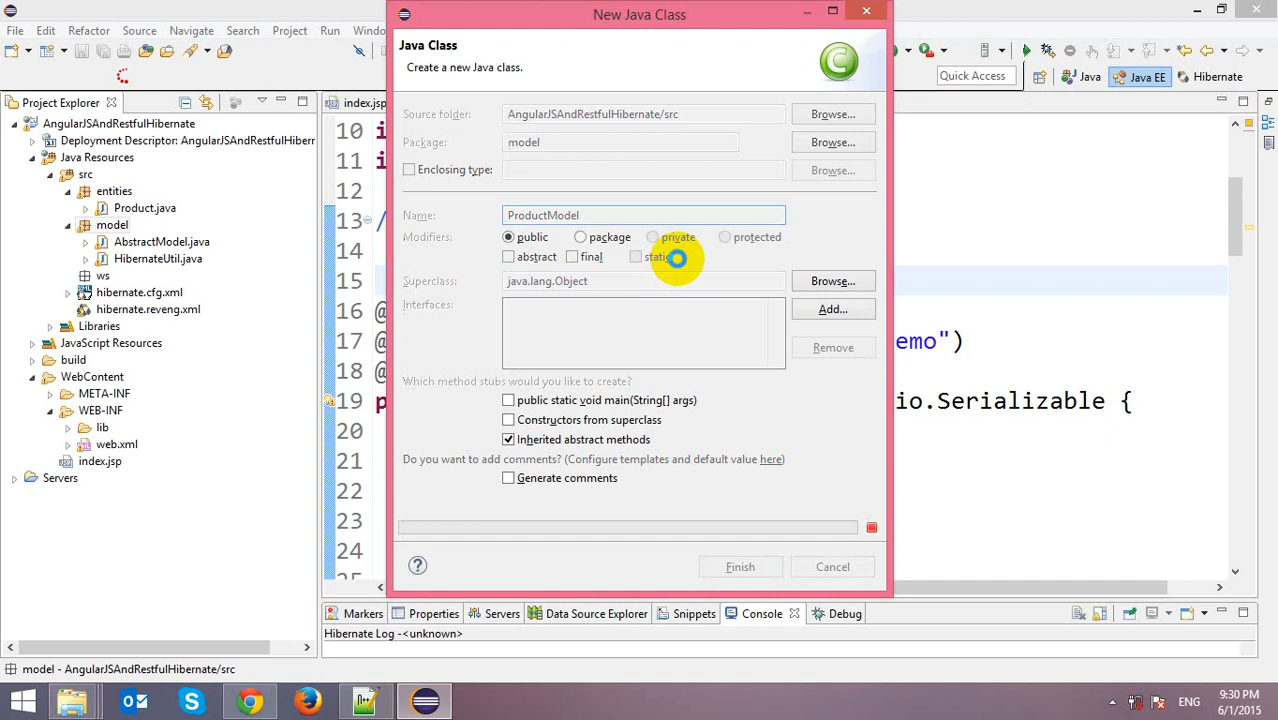 New Java Class
File Edit Refactor Source Navigate Search Project Run Windo
Java Class
Create a new Java class.
Quick Access
Java
Java EE
Hibernate
Project Explorer
index.jsp
AngularJSAndRestfulHibernate
Deployment Descriptor: AngularJSAndRestfulHibern
Java Resources
src
entities
Product.java
model
AbstractModel.java
HibernateUtil.java
ws
hibernate.cfg.xml
hibernate.reveng.xml
Libraries
JavaScript Resources
build
WebContent
META-INF
WEB-INF
lib
web.xml
index.jsp
Servers
10 i
11 i
12
13 /
14
15
16 @
17 @ emo")
18 @
19 p io.Serializable {
20
21
22
23
24
25
Source folder: AngularJSAndRestfulHibernate/src Browse...
Package: model Browse...
Enclosing type: Browse...
Name: ProductModel
Modifiers: public package private protected
abstract final static
Superclass: java.lang.Object Browse...
Interfaces: Add...
Remove
Which method stubs would you like to create?
public static void main(String[] args)
Constructors from superclass
Inherited abstract methods
Do you want to add comments? (Configure templates and default value here)
Generate comments
Finish Cancel
Markers Properties Servers Data Source Explorer Snippets Console Debug
Hibernate Log -<unknown>
model - AngularJSAndRestfulHibernate/src
ENG
9:30 PM
6/1/2015